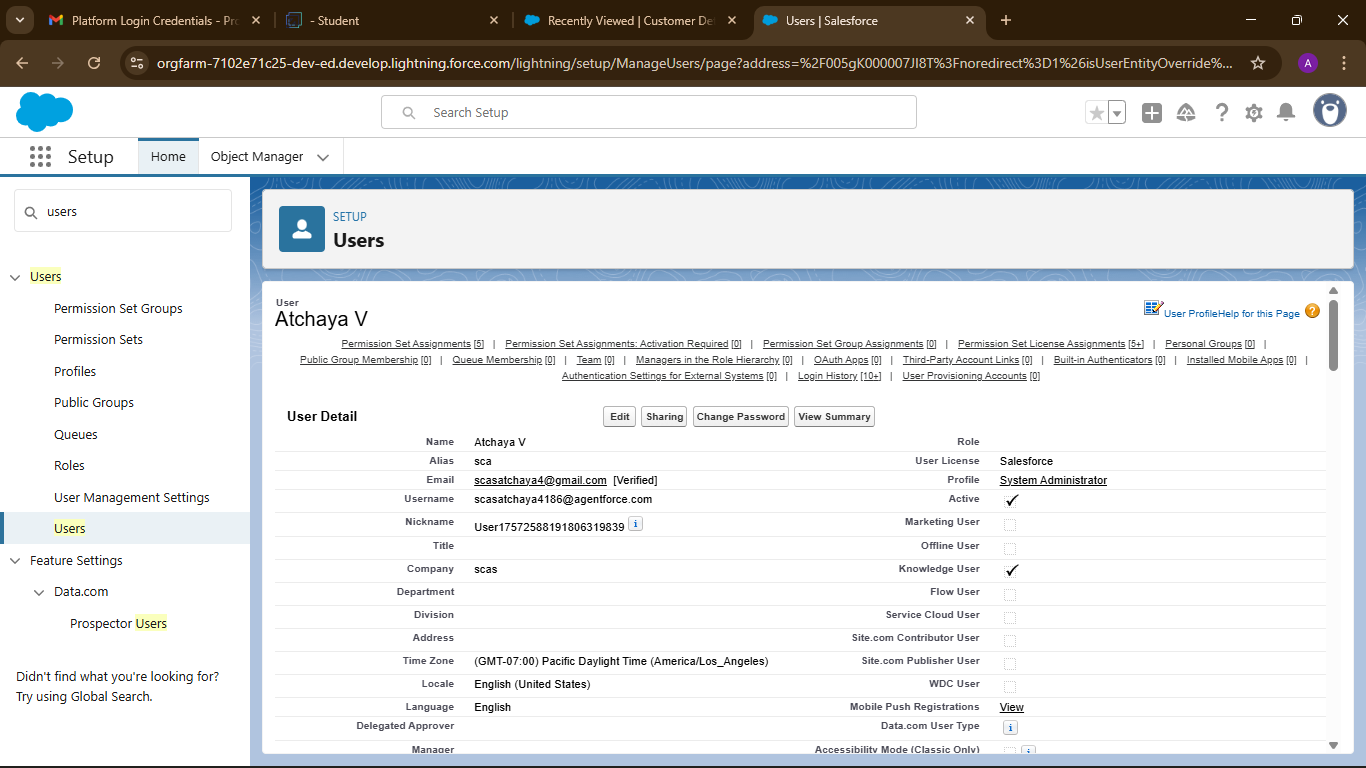 Platform Login Credentials - Pro
- Student
Recently Viewed | Customer De
Users | Salesforce
orgfarm-7102e71c25-dev-ed.develop.lightning.force.com/lightning/setup/ManageUsers/page?address=%2F005gK000007JI8T%3Fnoredirect%3D1%26isUserEntityOverride%...
A
Search Setup
Setup
Home
Object Manager
users
Users
Permission Set Groups
Permission Sets
Profiles
Public Groups
Queues
Roles
User Management Settings
Users
Feature Settings
Data.com
Prospector Users
Didn't find what you're looking for?
Try using Global Search.
SETUP
Users
User
Atchaya V
User Profile Help for this Page ?
Permission Set Assignments [5] | Permission Set Assignments: Activation Required [0] | Permission Set Group Assignments [0] | Permission Set License Assignments [5+] | Personal Groups [0] |
Public Group Membership [0] | Queue Membership [0] | Team [0] | Managers in the Role Hierarchy [0] | OAuth Apps [0] | Third-Party Account Links [0] | Built-in Authenticators [0] | Installed Mobile Apps [0] |
Authentication Settings for External Systems [0] | Login History [10+] | User Provisioning Accounts [0]
User Detail Edit Sharing Change Password View Summary
Name Atchaya V Role
Alias sca User License Salesforce
Email scasatchaya4@gmail.com [Verified] Profile System Administrator
Username scasatchaya4186@agentforce.com Active
Nickname User17572588191806319839 i Marketing User
Title Offline User
Company scas Knowledge User
Department Flow User
Division Service Cloud User
Address Site.com Contributor User
Time Zone (GMT-07:00) Pacific Daylight Time (America/Los_Angeles) Site.com Publisher User
Locale English (United States) WDC User
Language English Mobile Push Registrations View
Delegated Approver Data.com User Type i
Manager Accessibility Mode (Classic Only) i